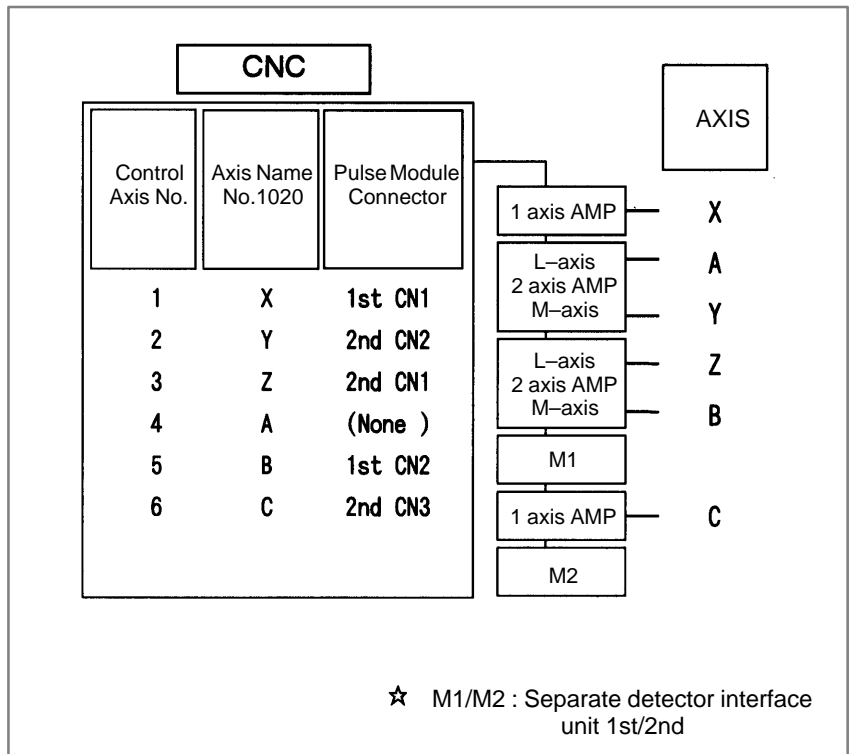 CNC
AXIS
Control
Axis No.
Axis Name
No.1020
Pulse Module
Connector
1 X 1st CN1
2 Y 2nd CN2
3 Z 2nd CN1
4 A (None )
5 B 1st CN2
6 C 2nd CN3
1 axis AMP X
L–axis A
2 axis AMP
M–axis Y
L–axis Z
2 axis AMP
M–axis B
M1
1 axis AMP C
M2
☆ M1/M2 : Separate detector interface
unit 1st/2nd